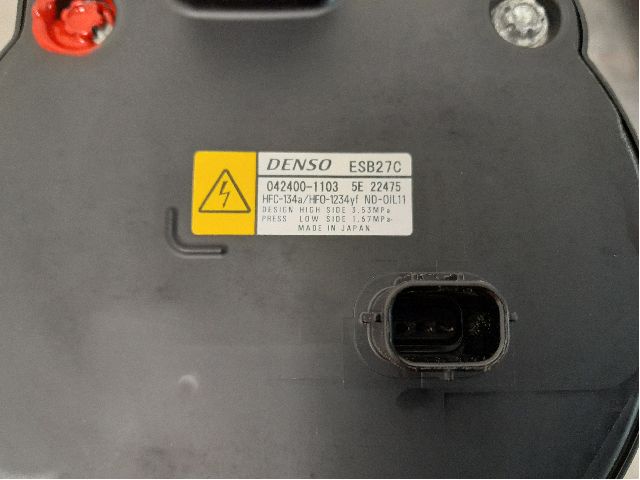 DENSO ESB27C
042400-1103 5E 22475
HFC-134a/HFO-1234yf ND-OIL11
DESIGN HIGH SIDE 3.53MPa
PRESS LOW SIDE 1.67MPa
MADE IN JAPAN